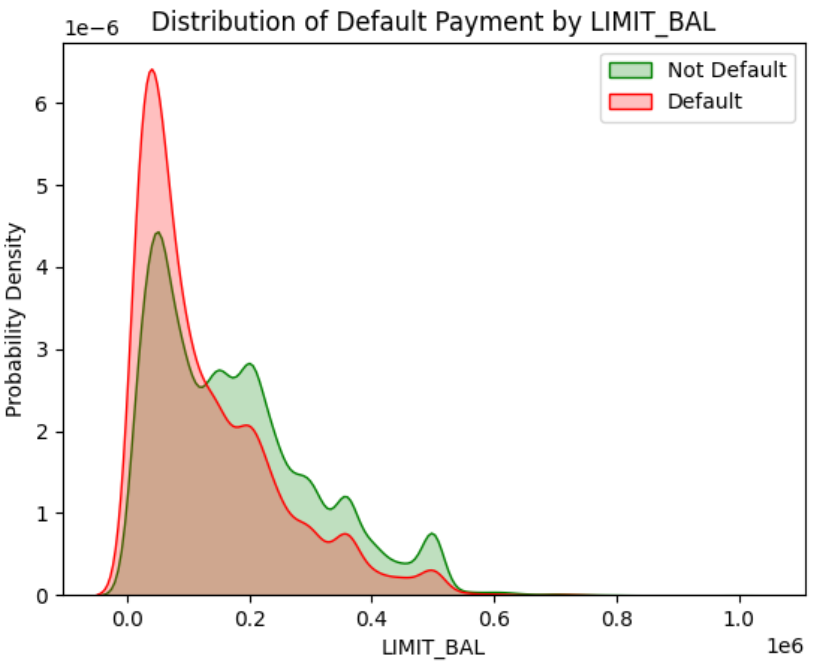 Distribution of Default Payment by LIMIT_BAL
1e−6
Not Default
Default
Probability Density
6
5
4
3
2
1
0
0.0 0.2 0.4 0.6 0.8 1.0
LIMIT_BAL
1e6